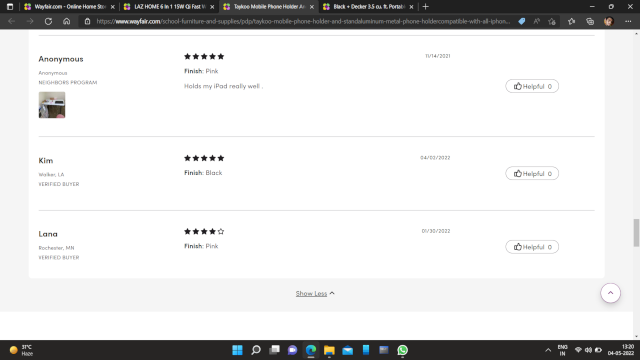 Wayfair.com - Online Home Stor
LAZ HOME 6 In 1 15W Qi Fast W
Taykoo Mobile Phone Holder An
Black + Decker 3.5 cu. ft. Portab
https://www.wayfair.com/school-furniture-and-supplies/pdp/taykoo-mobile-phone-holder-and-standaluminum-metal-phone-holdercompatible-with-all-iphon...
Anonymous
11/14/2021
Anonymous
Finish: Pink
NEIGHBORS PROGRAM
Holds my iPad really well .
Helpful 0
Kim
04/02/2022
Walker, LA
Finish: Black
VERIFIED BUYER
Helpful 0
Lana
01/30/2022
Rochester, MN
Finish: Pink
VERIFIED BUYER
Helpful 0
Show Less
31°C
Haze
ENG
IN
13:20
04-05-2022